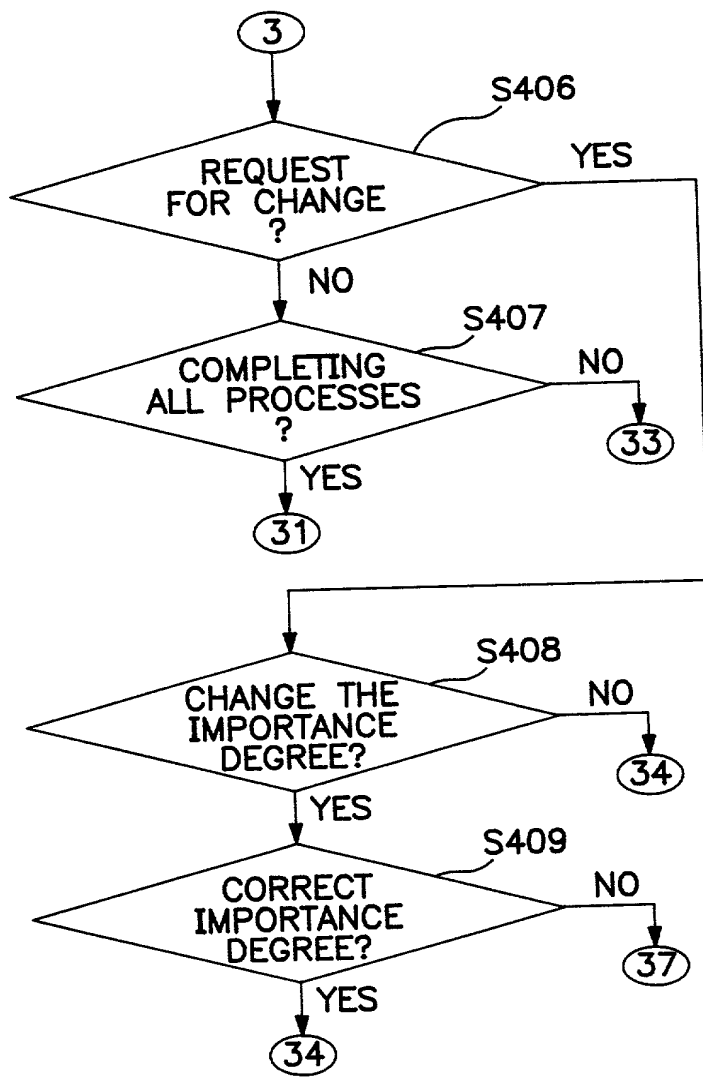 3
S406
REQUEST
FOR CHANGE
?
YES
NO
S407
COMPLETING
ALL PROCESSES
?
NO
33
YES
31
S408
CHANGE THE
IMPORTANCE
DEGREE?
NO
34
YES
S409
CORRECT
IMPORTANCE
DEGREE?
NO
37
YES
34